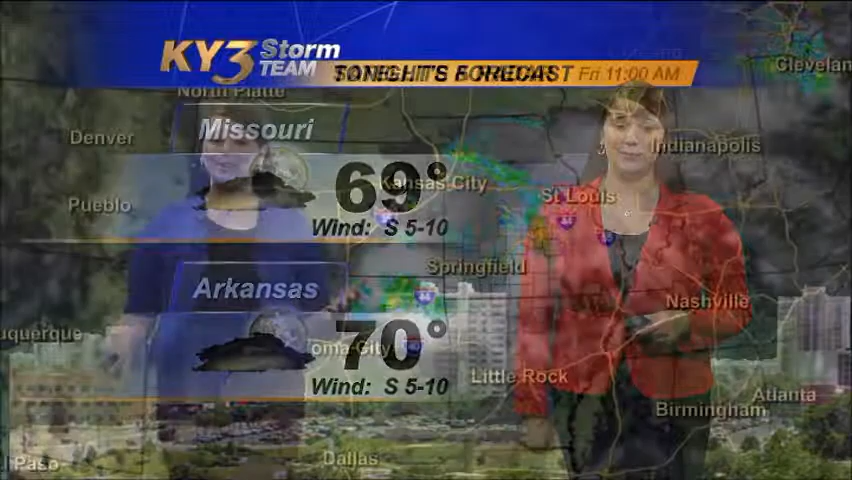 KY3 Storm
TEAM
TONIGHT'S FORECAST
Fri 11:00 AM
Clevelan
North Platte
Missouri
Denver
Indianapolis
69°
Kansas City
St Louis
Pueblo
Wind: S 5-10
44
Springfield
Arkansas
44
Nashville
uquerque
70°
oma City
Wind: S 5-10
Little Rock
Atlanta
Birmingham
Dallas
l Paso